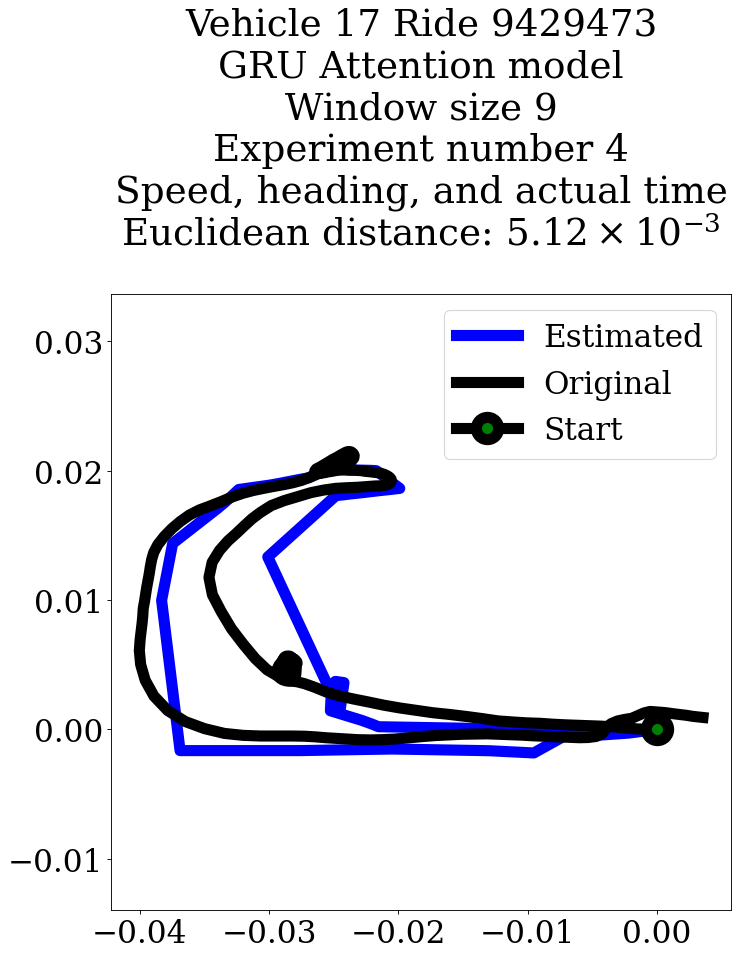 Vehicle 17 Ride 9429473
GRU Attention model
Window size 9
Experiment number 4
Speed, heading, and actual time
Euclidean distance: 5.12 × 10⁻³
Estimated
Original
Start
0.03
0.02
0.01
0.00
−0.01
−0.04
−0.03
−0.02
−0.01
0.00